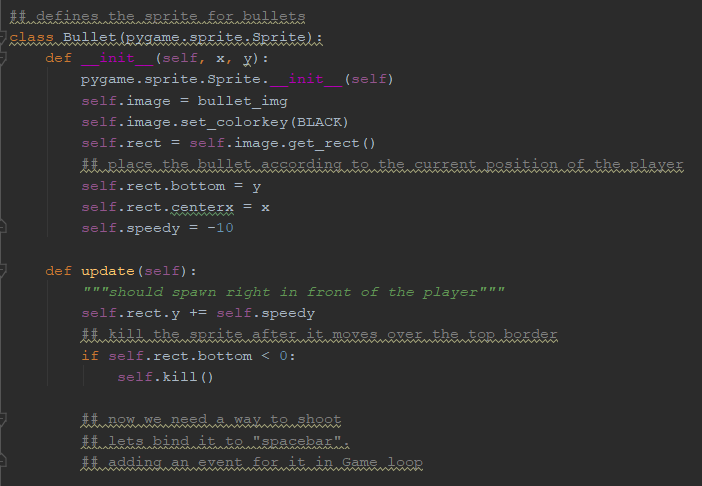 ## defines the sprite for bullets
class Bullet(pygame.sprite.Sprite):
    def __init__(self, x, y):
        pygame.sprite.Sprite.__init__(self)
        self.image = bullet_img
        self.image.set_colorkey(BLACK)
        self.rect = self.image.get_rect()
        ## place the bullet according to the current position of the player
        self.rect.bottom = y
        self.rect.centerx = x
        self.speedy = -10

    def update(self):
        """should spawn right in front of the player"""
        self.rect.y += self.speedy
        ## kill the sprite after it moves over the top border
        if self.rect.bottom < 0:
            self.kill()

        ## now we need a way to shoot
        ## lets bind it to "spacebar".
        ## adding an event for it in Game loop